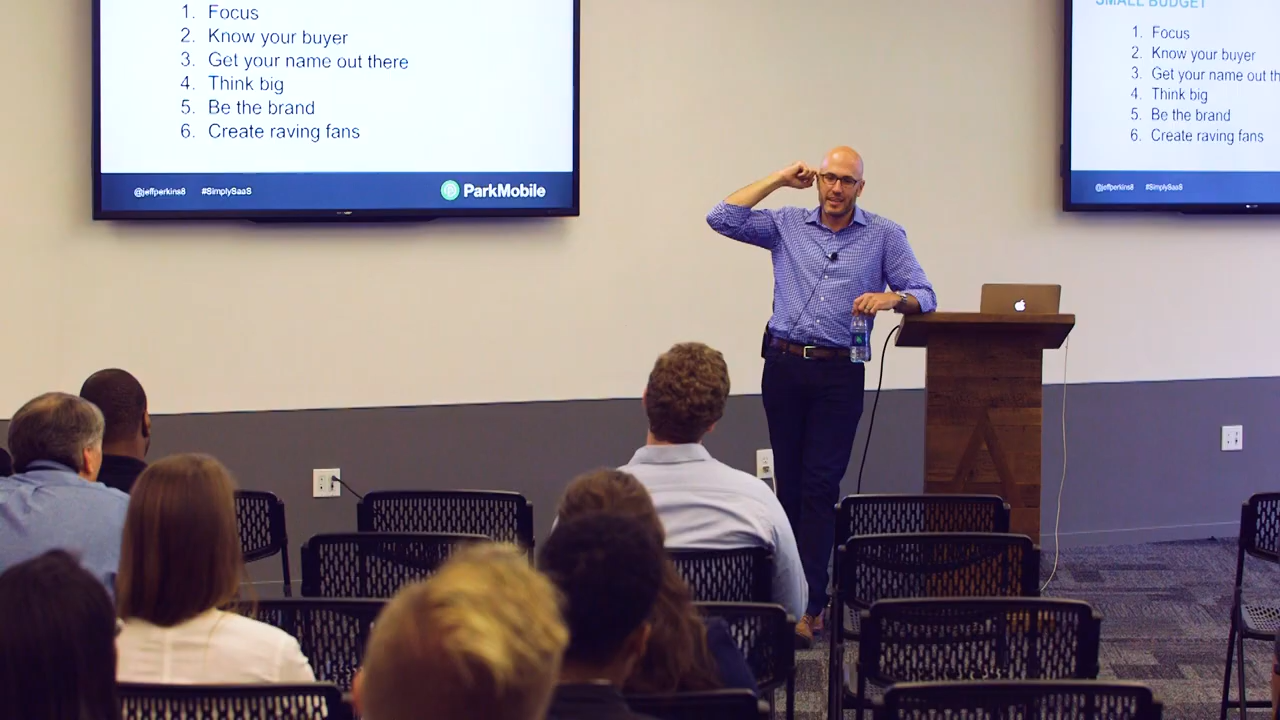 1. Focus
2. Know your buyer
3. Get your name out there
4. Think big
5. Be the brand
6. Create raving fans
@jeffperkins8 #SimplySaaS ParkMobile
SMALL BUDGET
1. Focus
2. Know your buyer
3. Get your name out th
4. Think big
5. Be the brand
6. Create raving fans
@jeffperkins8 #SimplySaaS